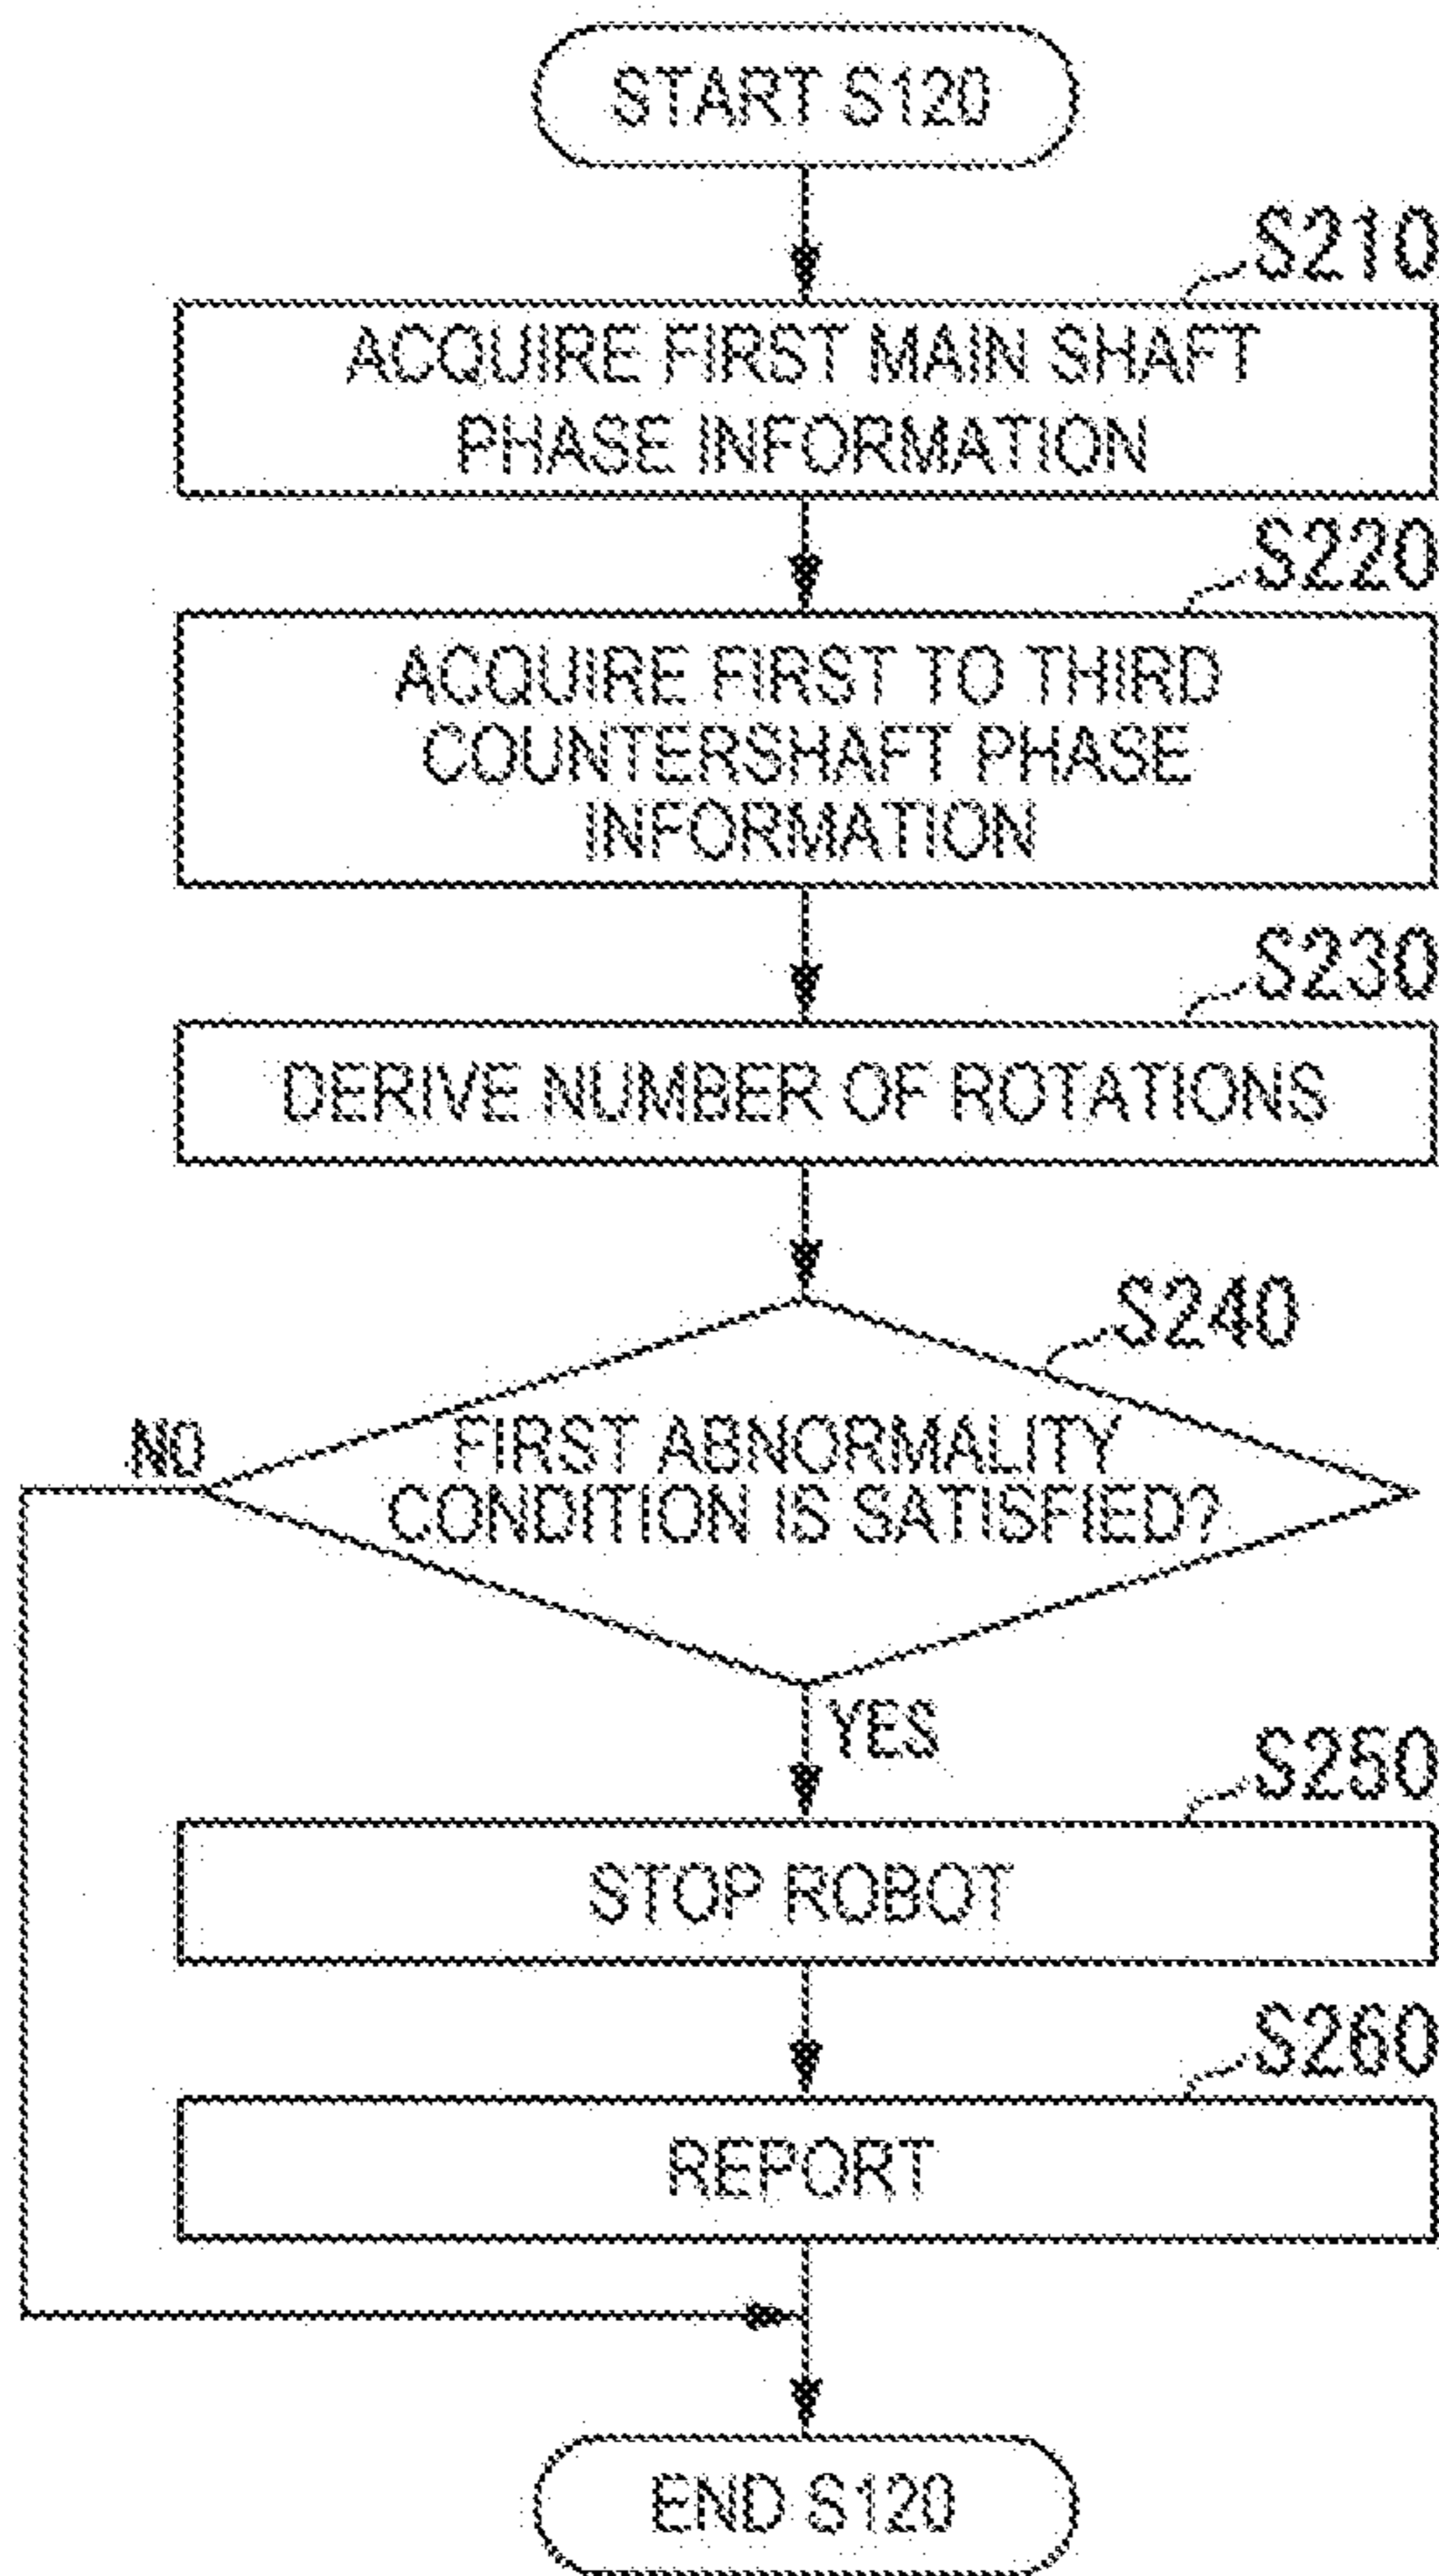 START S120
S210
ACQUIRE FIRST MAIN SHAFT
PHASE INFORMATION
S220
ACQUIRE FIRST TO THIRD
COUNTERSHAFT PHASE
INFORMATION
S230
DERIVE NUMBER OF ROTATIONS
S240
NO
FIRST ABNORMALITY
CONDITION IS SATISFIED?
YES
S250
STOP ROBOT
S260
REPORT
END S120